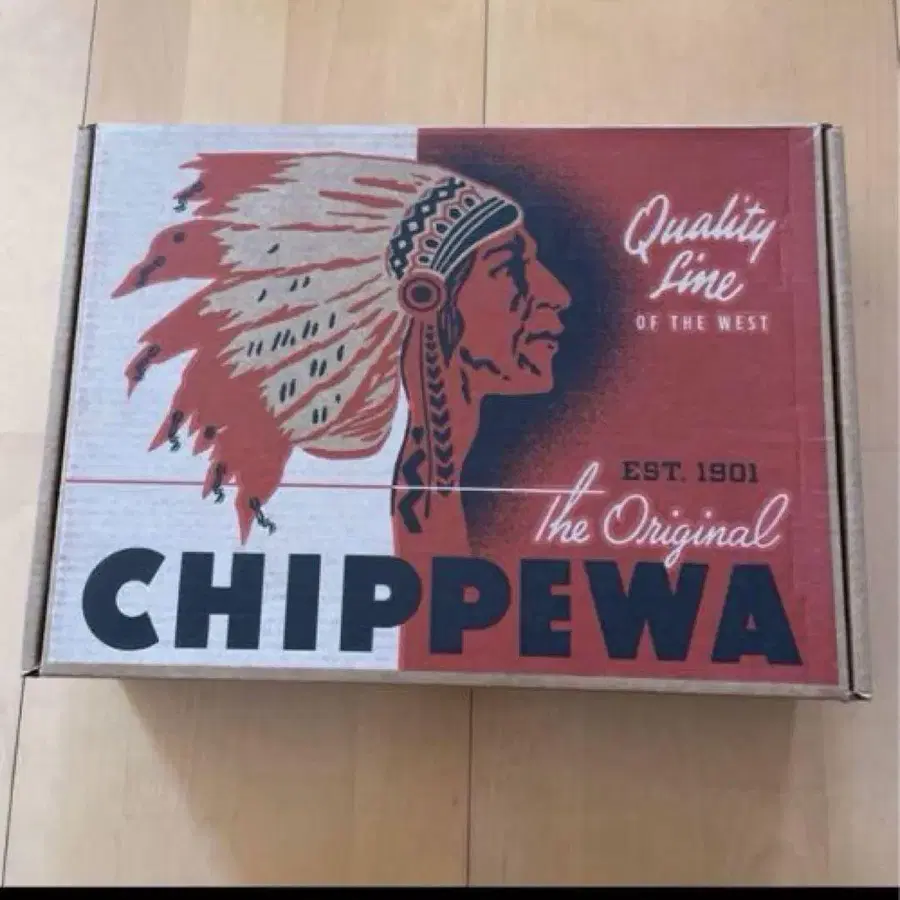 Quality
Line
OF THE WEST
EST. 1901
The Original
CHIPPEWA